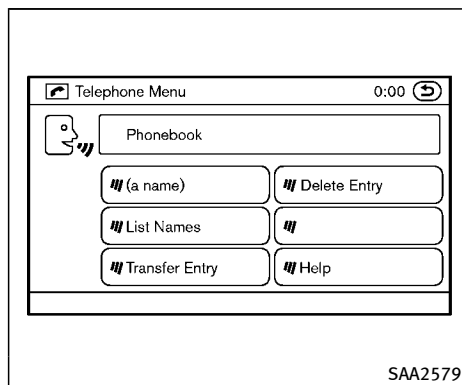 Telephone Menu 0:00
Phonebook
(a name) Delete Entry
List Names
Transfer Entry Help
SAA2579